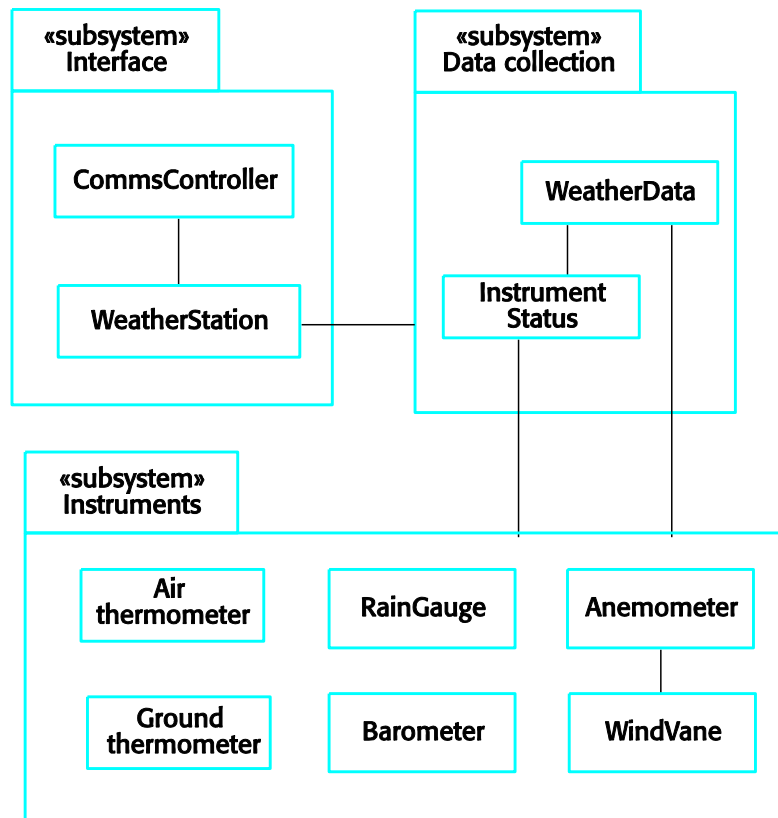 «subsystem»
Interface
CommsController
WeatherStation
«subsystem»
Data collection
WeatherData
Instrument
Status
«subsystem»
Instruments
Air
thermometer
RainGauge
Anemometer
Ground
thermometer
Barometer
WindVane